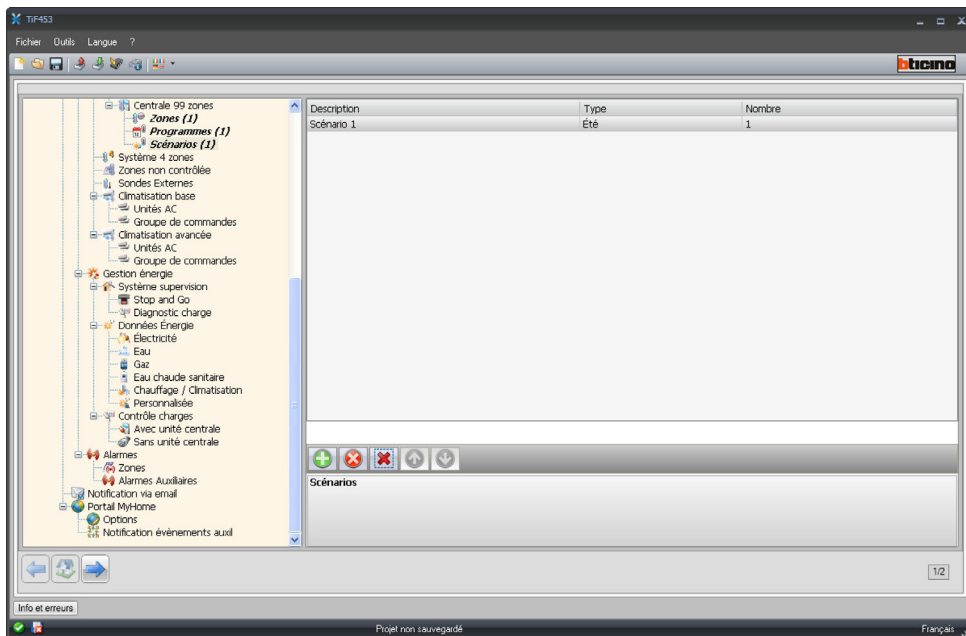 TiF453
Fichier Outils Langue ?
bticino
Centrale 99 zones
Zones (1)
Programmes (1)
Scénarios (1)
Système 4 zones
Zones non contrôlée
Sondes Externes
Climatisation base
Unités AC
Groupe de commandes
Climatisation avancée
Unités AC
Groupe de commandes
Gestion énergie
Système supervision
Stop and Go
Diagnostic charge
Données Énergie
Électricité
Eau
Gaz
Eau chaude sanitaire
Chauffage / Climatisation
Personnalisée
Contrôle charges
Avec unité centrale
Sans unité centrale
Alarmes
Zones
Alarmes Auxiliaires
Notification via email
Portail MyHome
Options
Notification évènements auxil
Description Type Nombre
Scénario 1 Été 1
Scénarios
1/2
Info et erreurs
Projet non sauvegardé
Français